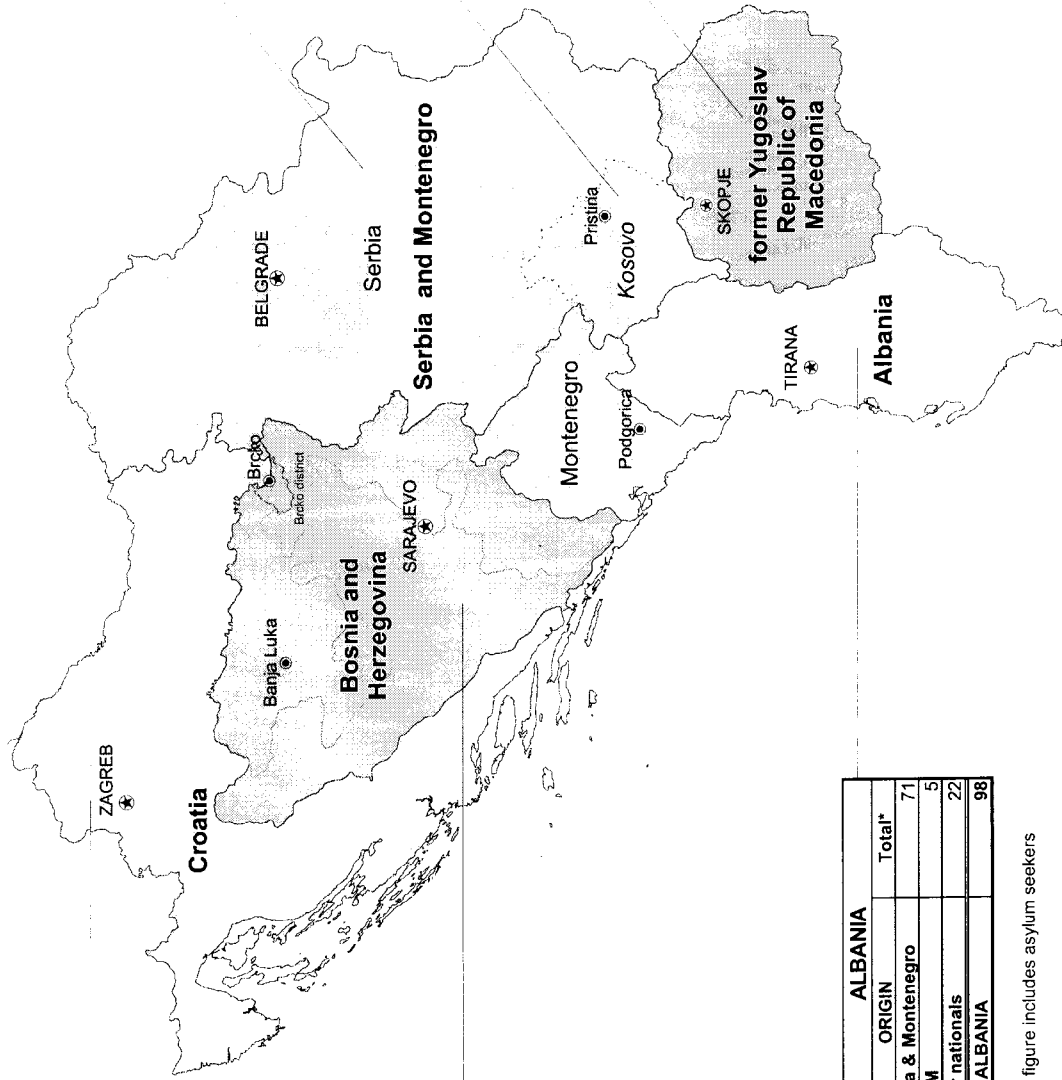 ZAGREB
Croatia
Banja Luka
Bosnia and
Herzegovina
SARAJEVO
Brcko
Brcko district
BELGRADE
Serbia
Serbia and Montenegro
Montenegro
Podgorica
Pristina
Kosovo
SKOPJE
former Yugoslav
Republic of
Macedonia
TIRANA
Albania
ALBANIA
ORIGIN Total*
a & Montenegro 71
M 5
r nationals 22
ALBANIA 98
figure includes asylum seekers